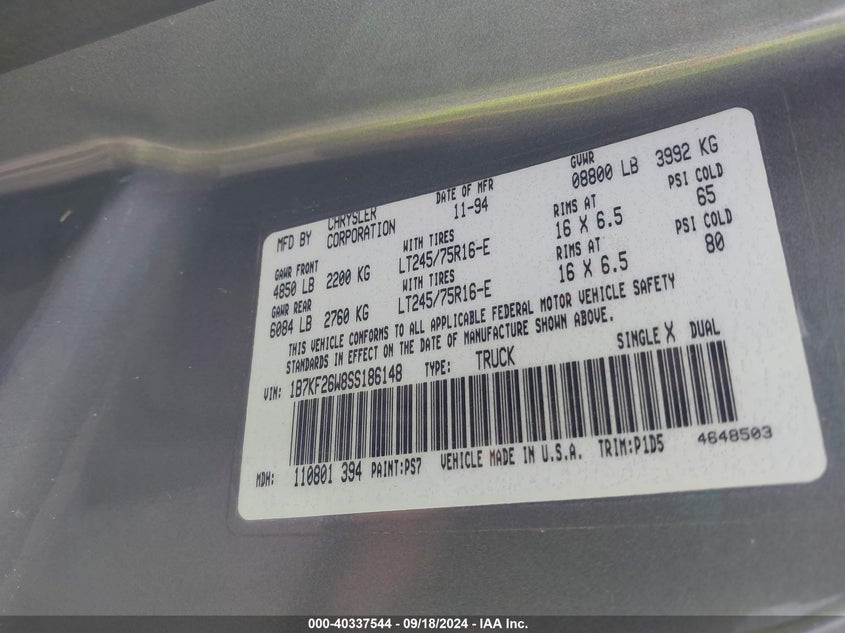 MFD BY CHRYSLER CORPORATION DATE OF MFR 11-94 GVWR 08800 LB 3992 KG
GAWR FRONT 4850 LB 2200 KG WITH TIRES LT245/75R16-E RIMS AT 16 X 6.5 PSI COLD 65
GAWR REAR 6084 LB 2760 KG WITH TIRES LT245/75R16-E RIMS AT 16 X 6.5 PSI COLD 80
THIS VEHICLE CONFORMS TO ALL APPLICABLE FEDERAL MOTOR VEHICLE SAFETY
STANDARDS IN EFFECT ON THE DATE OF MANUFACTURE SHOWN ABOVE.
VIN: 1B7KF26W8SS186148 TYPE: TRUCK SINGLE X DUAL
MDH: 110801 394 PAINT:PS7 VEHICLE MADE IN U.S.A. TRIM:P1D5 4648503
000-40337544 - 09/18/2024 - IAA Inc.